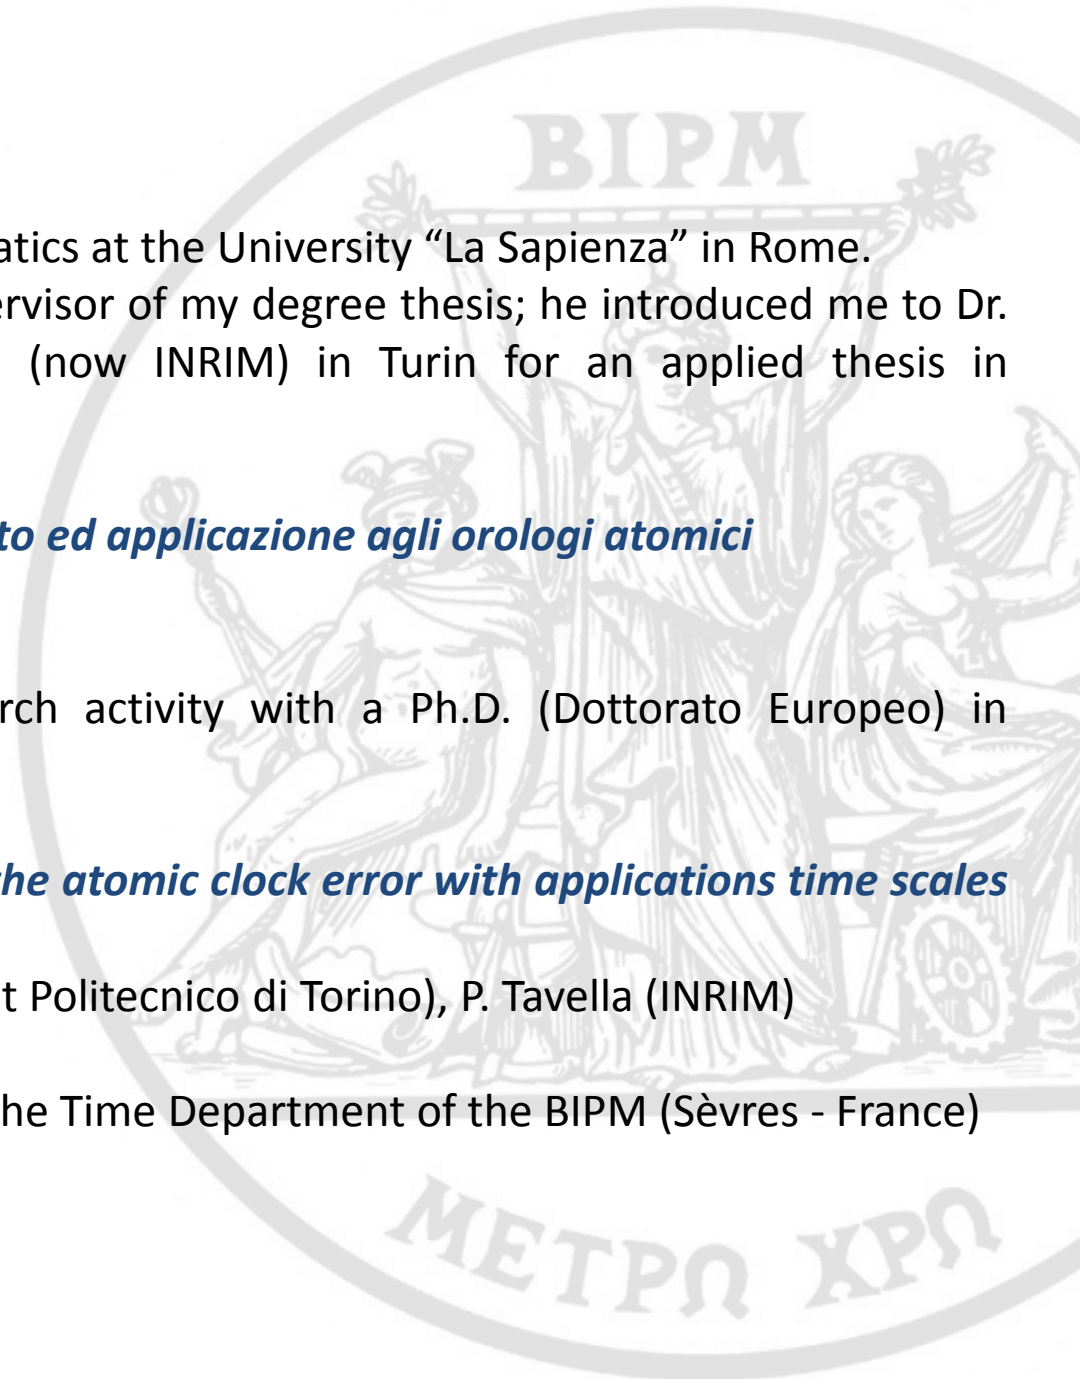 BIPM
atics at the University “La Sapienza” in Rome.
ervisor of my degree thesis; he introduced me to Dr.
(now INRIM) in Turin for an applied thesis in
to ed applicazione agli orologi atomici
rch activity with a Ph.D. (Dottorato Europeo) in
the atomic clock error with applications time scales
t Politecnico di Torino), P. Tavella (INRIM)
he Time Department of the BIPM (Sèvres - France)
ΜΕΤΡΩ ΧΡΩ